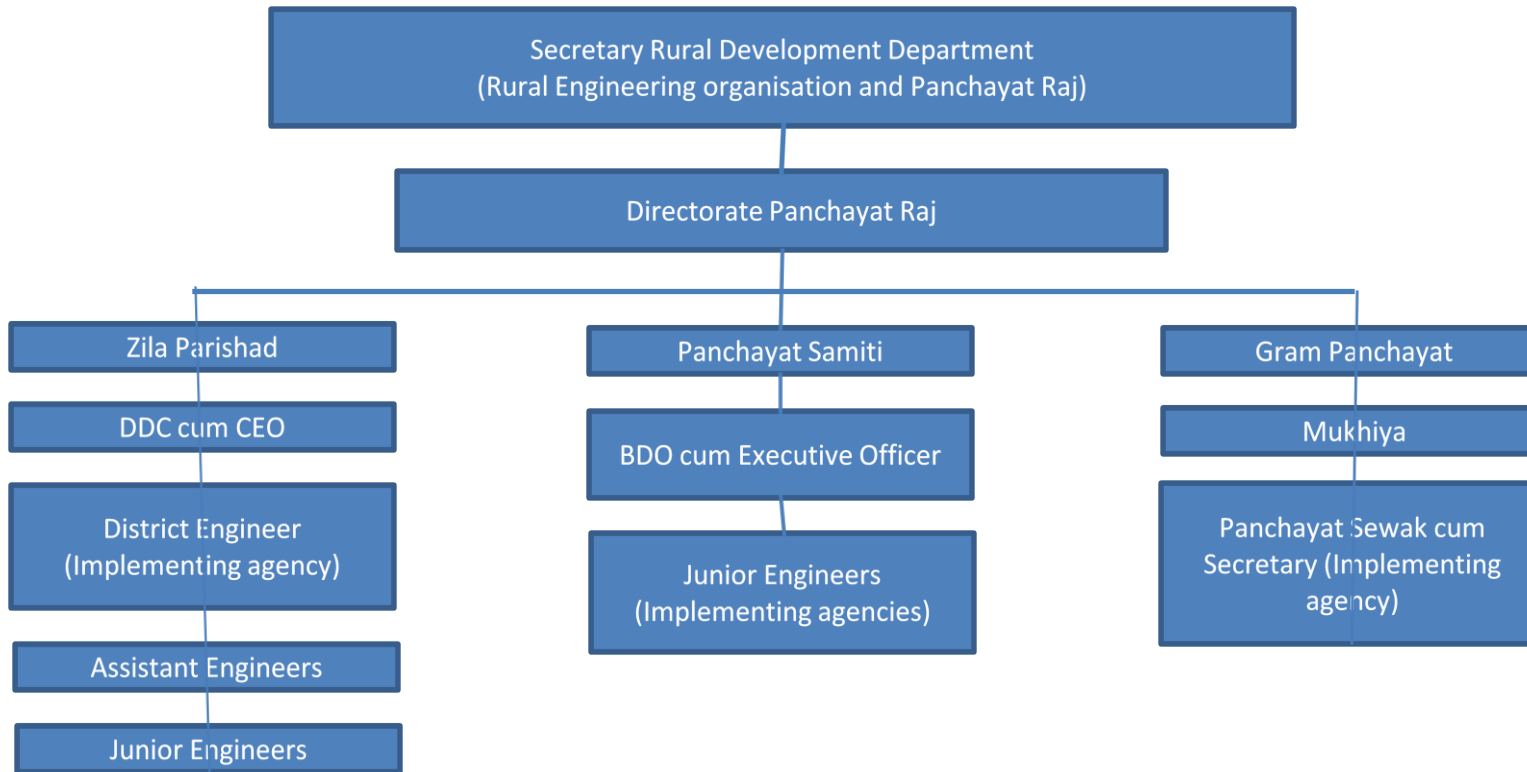 Secretary Rural Development Department
(Rural Engineering organisation and Panchayat Raj)
Directorate Panchayat Raj
Zila Parishad
DDC cum CEO
District Engineer
(Implementing agency)
Assistant Engineers
Junior Engineers
Panchayat Samiti
BDO cum Executive Officer
Junior Engineers
(Implementing agencies)
Gram Panchayat
Mukhiya
Panchayat Sewak cum
Secretary (Implementing
agency)